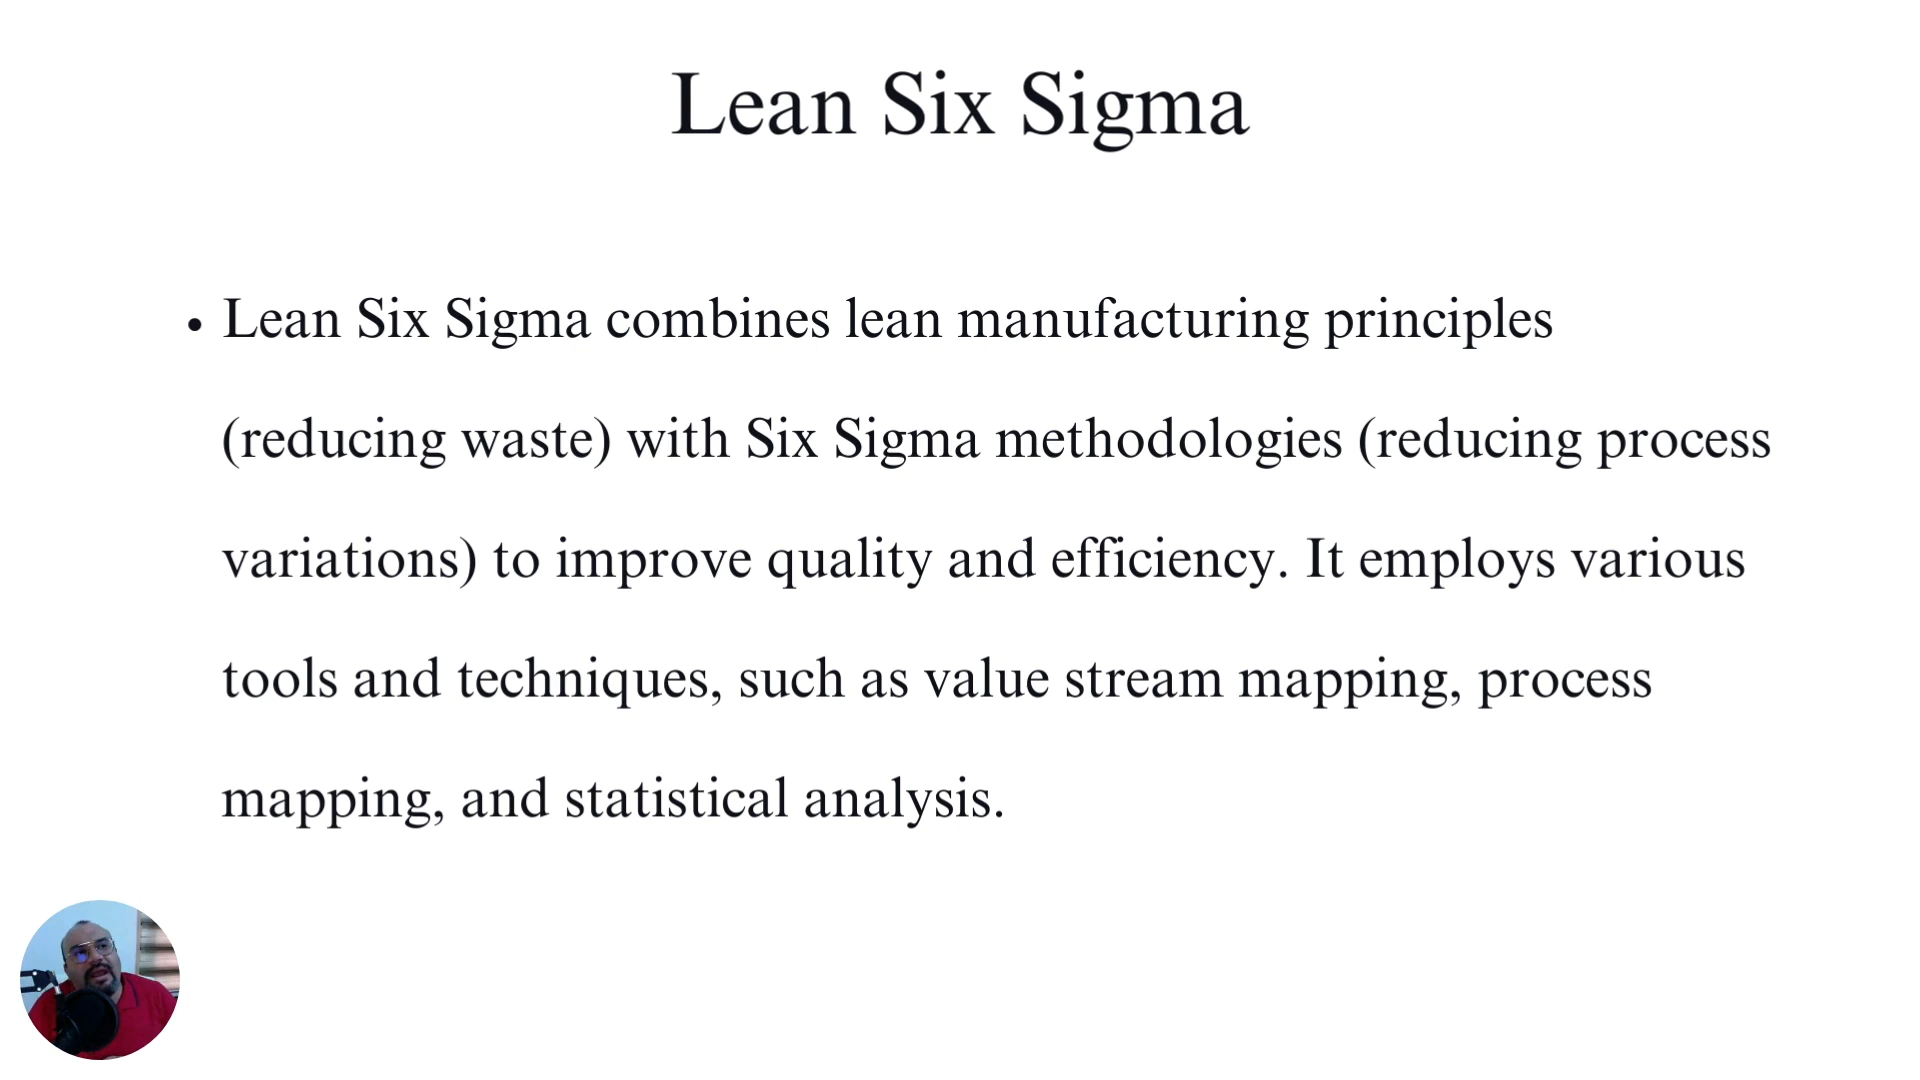 Lean Six Sigma
• Lean Six Sigma combines lean manufacturing principles
(reducing waste) with Six Sigma methodologies (reducing process
variations) to improve quality and efficiency. It employs various
tools and techniques, such as value stream mapping, process
mapping, and statistical analysis.